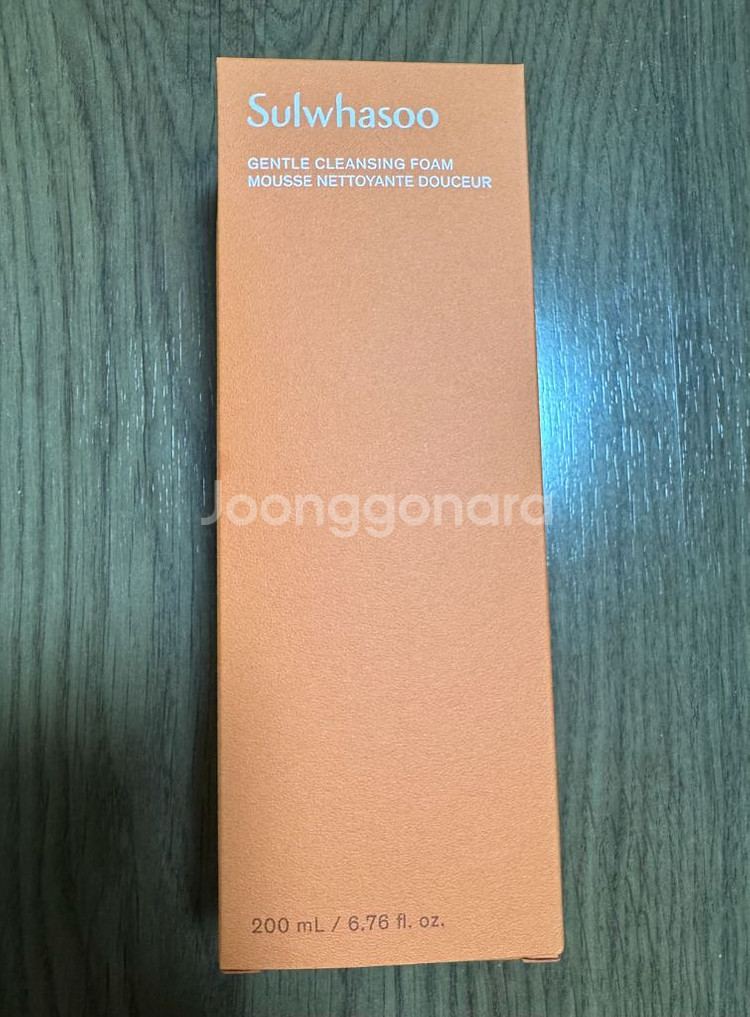 Sulwhasoo
GENTLE CLEANSING FOAM
MOUSSE NETTOYANTE DOUCEUR
Joonggonara
200 mL / 6.76 fl. oz.